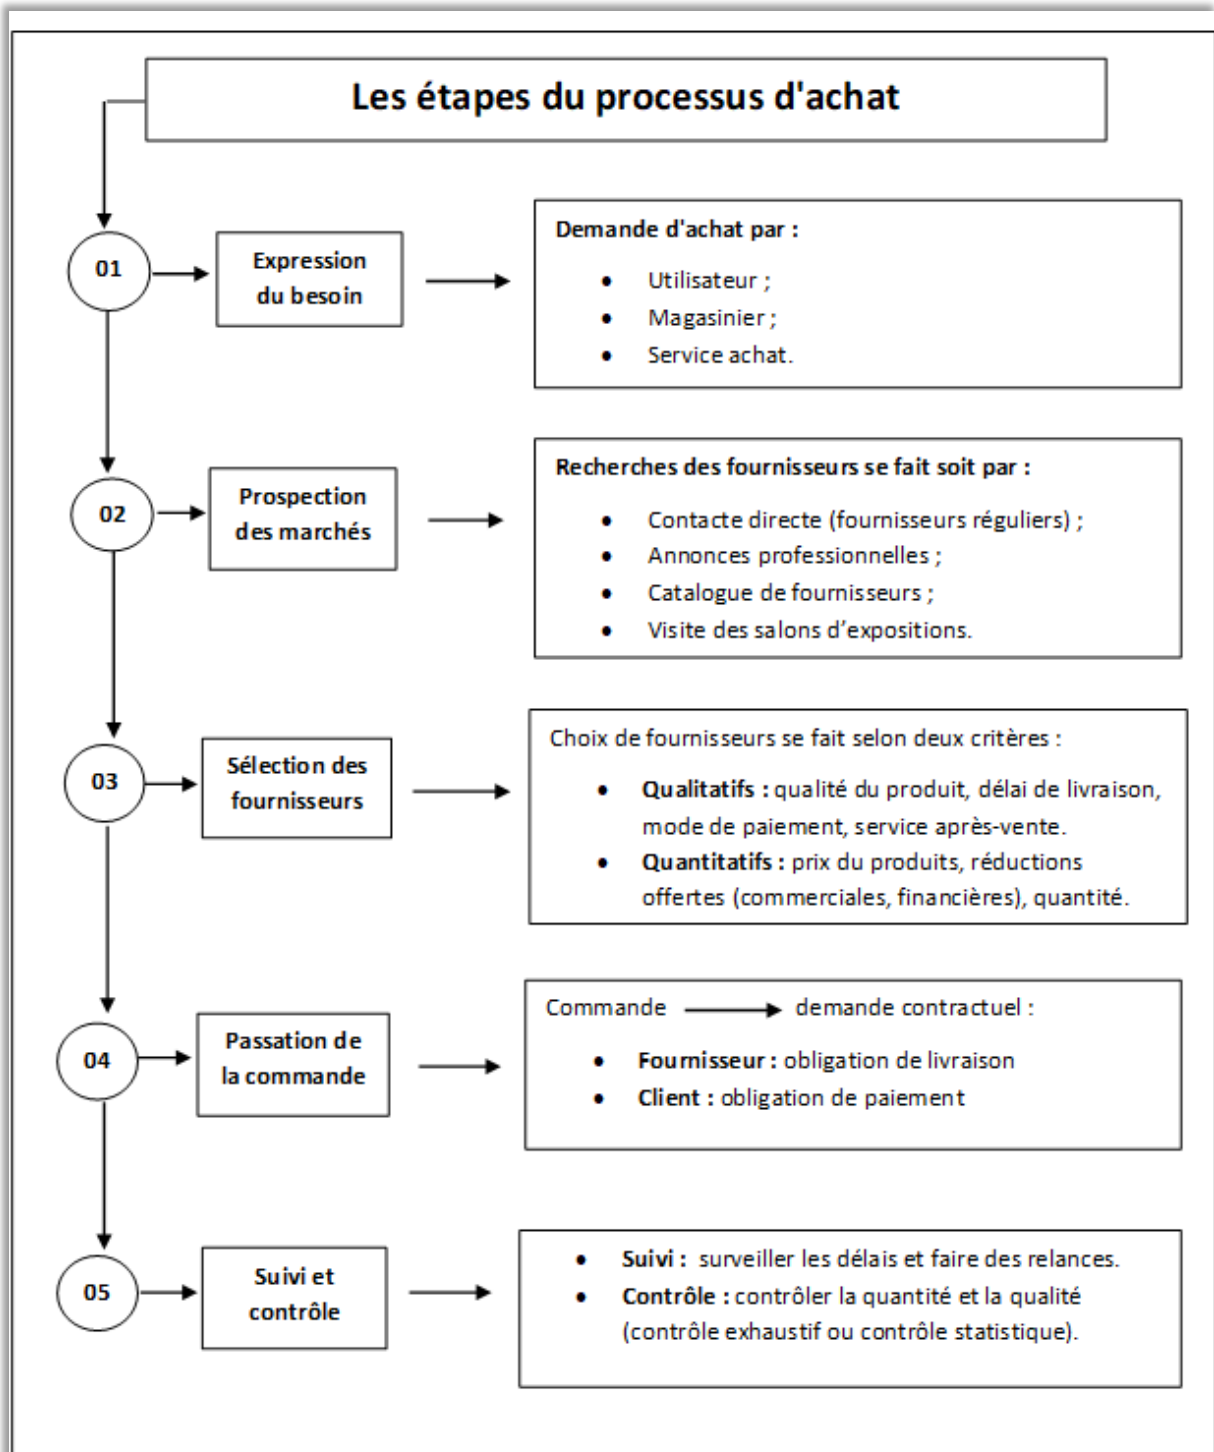 Les étapes du processus d'achat
01
Expression
du besoin
Demande d'achat par :
• Utilisateur ;
• Magasinier ;
• Service achat.
02
Prospection
des marchés
Recherches des fournisseurs se fait soit par :
• Contacte directe (fournisseurs réguliers) ;
• Annonces professionnelles ;
• Catalogue de fournisseurs ;
• Visite des salons d’expositions.
03
Sélection des
fournisseurs
Choix de fournisseurs se fait selon deux critères :
• Qualitatifs : qualité du produit, délai de livraison,
mode de paiement, service après-vente.
• Quantitatifs : prix du produits, réductions
offertes (commerciales, financières), quantité.
04
Passation de
la commande
Commande → demande contractuel :
• Fournisseur : obligation de livraison
• Client : obligation de paiement
05
Suivi et
contrôle
• Suivi : surveiller les délais et faire des relances.
• Contrôle : contrôler la quantité et la qualité
(contrôle exhaustif ou contrôle statistique).